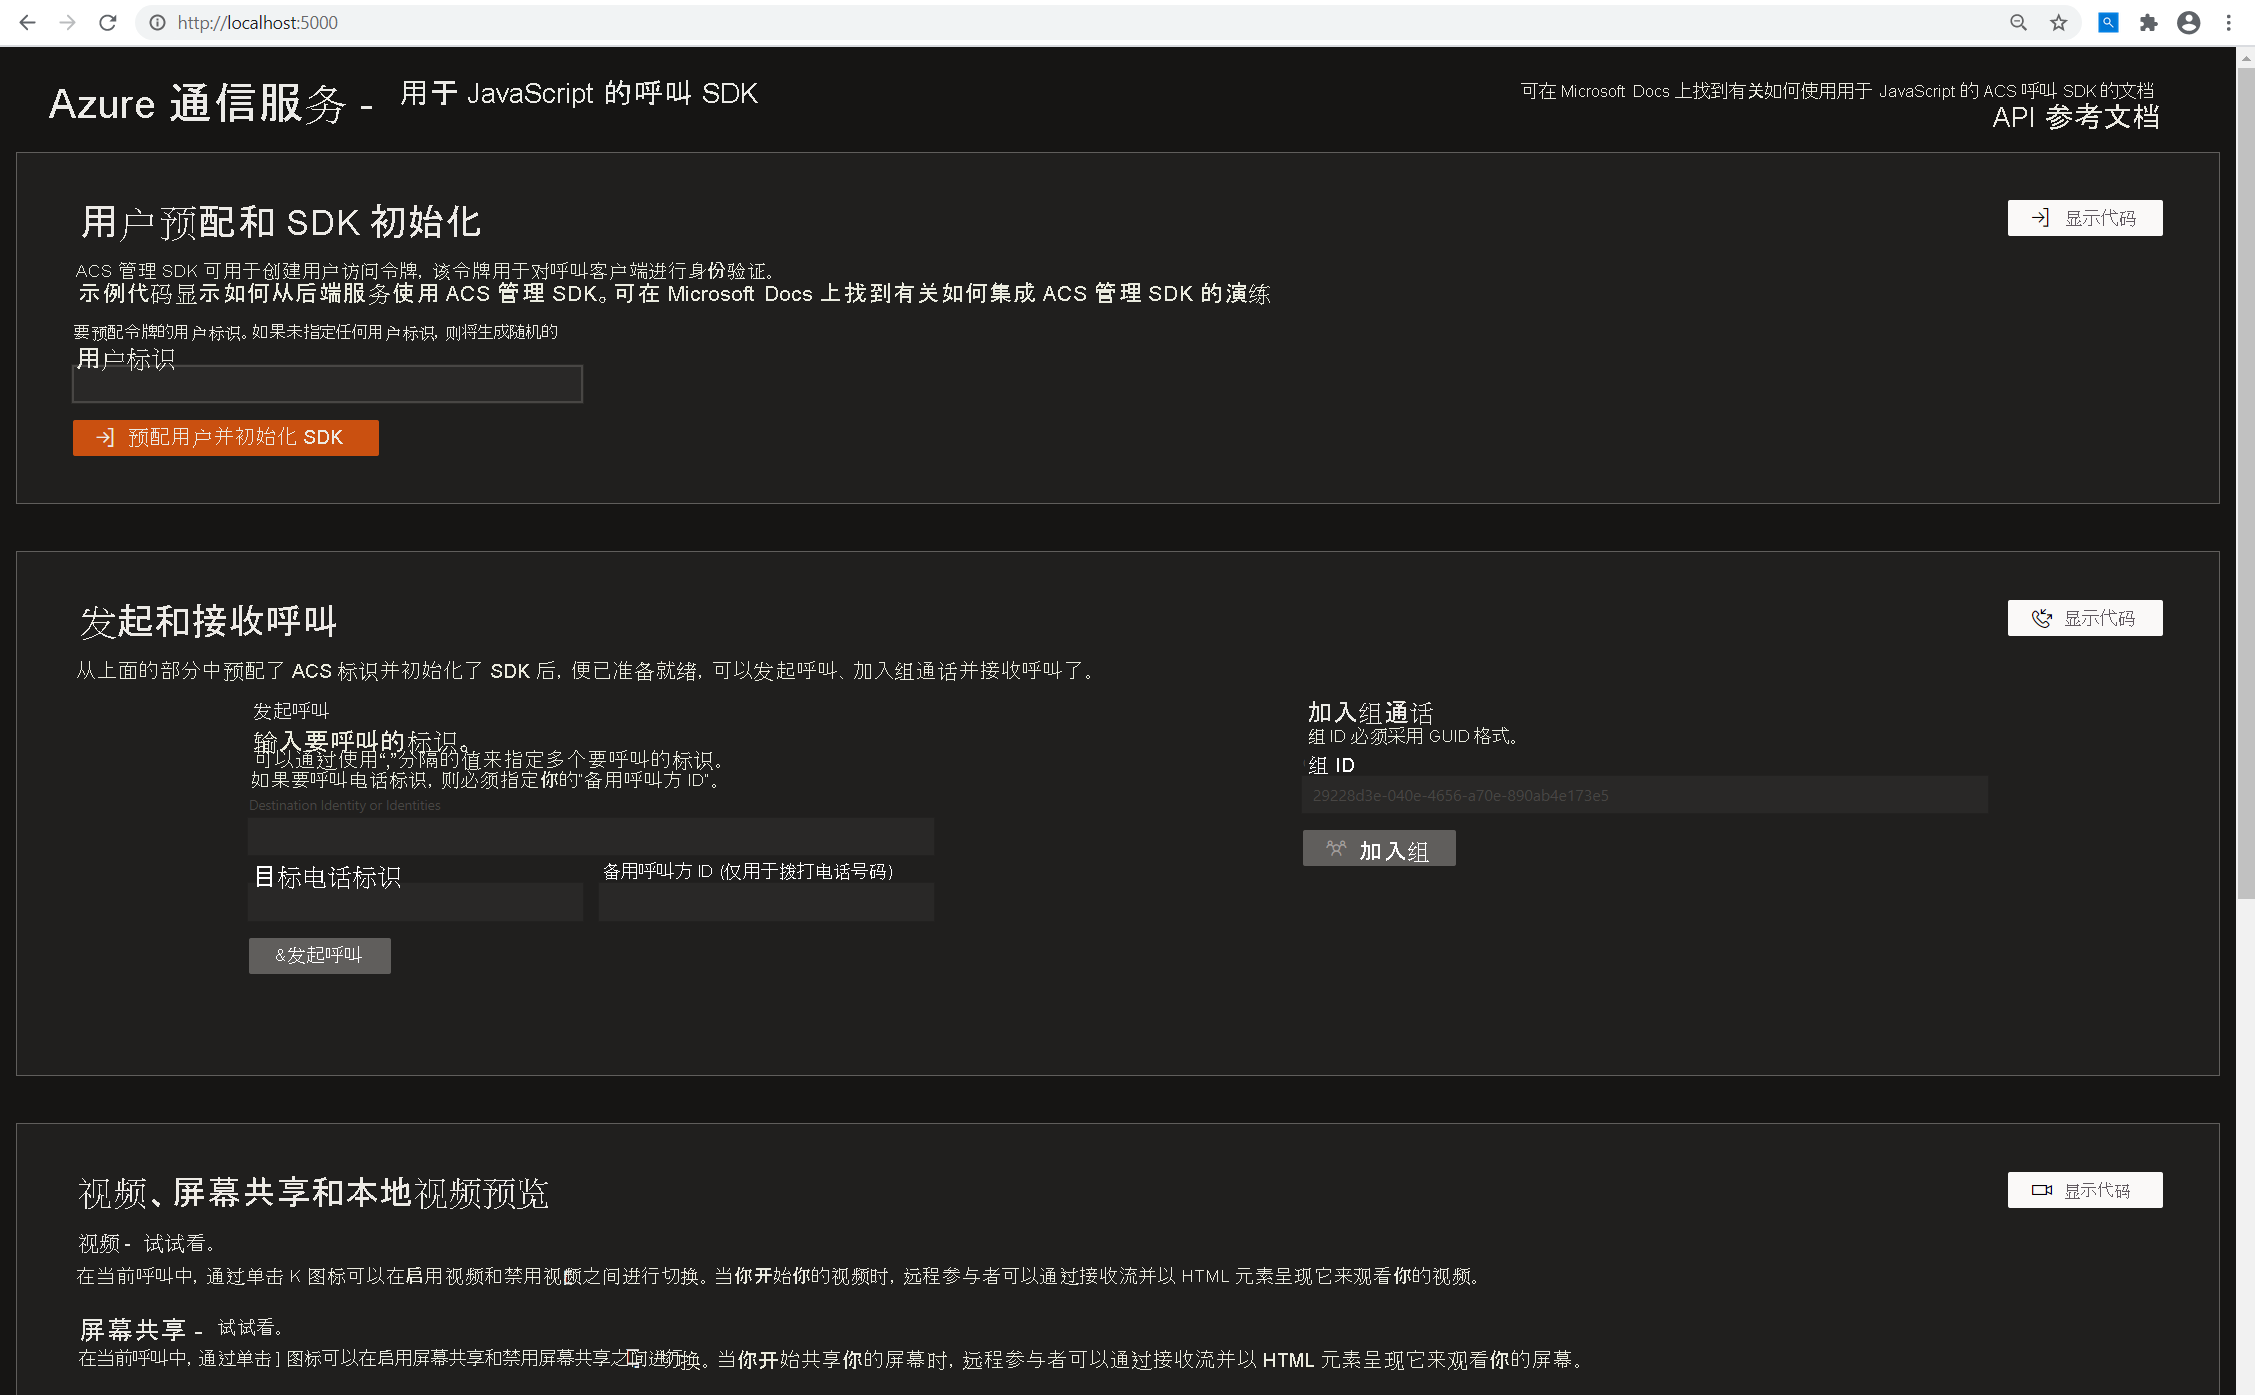 http://localhost:5000
Azure 通信服务 - 用于 JavaScript 的呼叫 SDK
可在 Microsoft Docs 上找到有关如何使用用于 JavaScript 的 ACS 呼叫 SDK 的文档
API 参考文档
用户预配和 SDK 初始化
显示代码
ACS 管理 SDK 可用于创建用户访问令牌, 该令牌用于对呼叫客户端进行身份验证。
示例代码显示如何从后端服务使用 ACS 管理 SDK。可在 Microsoft Docs 上找到有关如何集成 ACS 管理 SDK 的演练
要预配令牌的用户标识。如果未指定任何用户标识, 则将生成随机的
用户标识
预配用户并初始化 SDK
发起和接收呼叫
显示代码
从上面的部分中预配了 ACS 标识并初始化了 SDK 后, 便已准备就绪, 可以发起呼叫、加入组通话并接收呼叫了。
发起呼叫
输入要呼叫的标识。
可以通过使用“,”分隔的值来指定多个要呼叫的标识。
如果要呼叫电话标识, 则必须指定你的“备用呼叫方 ID”。
Destination Identity or Identities
目标电话标识
备用呼叫方 ID (仅用于拨打电话号码)
&发起呼叫
加入组通话
组 ID 必须采用 GUID 格式。
组 ID
29228d3e-040e-4656-a70e-890ab4e173e5
加入组
视频、屏幕共享和本地视频预览
显示代码
视频 - 试试看。
在当前呼叫中, 通过单击 K 图标可以在启用视频和禁用视频之间进行切换。当你开始你的视频时, 远程参与者可以通过接收流并以 HTML 元素呈现它来观看你的视频。
屏幕共享 - 试试看。
在当前呼叫中, 通过单击 ] 图标可以在启用屏幕共享和禁用屏幕共享之间进行切换。当你开始共享你的屏幕时, 远程参与者可以通过接收流并以 HTML 元素呈现它来观看你的屏幕。